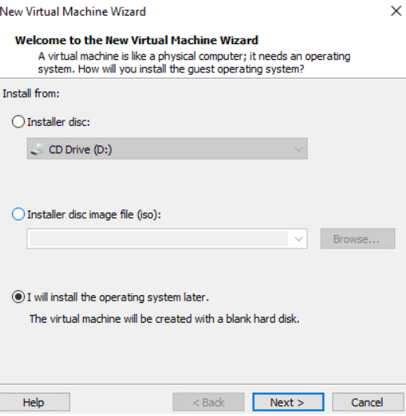 New Virtual Machine Wizard
Welcome to the New Virtual Machine Wizard
A virtual machine is like a physical computer; it needs an operating
system. How will you install the guest operating system?
Install from:
Installer disc:
CD Drive (D:)
Installer disc image file (iso):
Browse...
I will install the operating system later.
The virtual machine will be created with a blank hard disk.
Help
< Back
Next >
Cancel